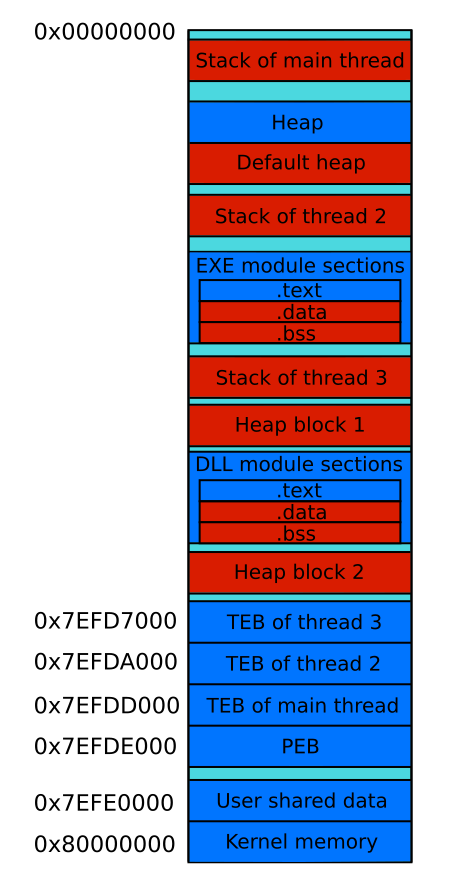 0x00000000
Stack of main thread
Heap
Default heap
Stack of thread 2
EXE module sections
.text
.data
.bss
Stack of thread 3
Heap block 1
DLL module sections
.text
.data
.bss
Heap block 2
0x7EFD7000 TEB of thread 3
0x7EFDA000 TEB of thread 2
0x7EFDD000 TEB of main thread
0x7EFDE000 PEB
0x7EFE0000 User shared data
0x80000000 Kernel memory